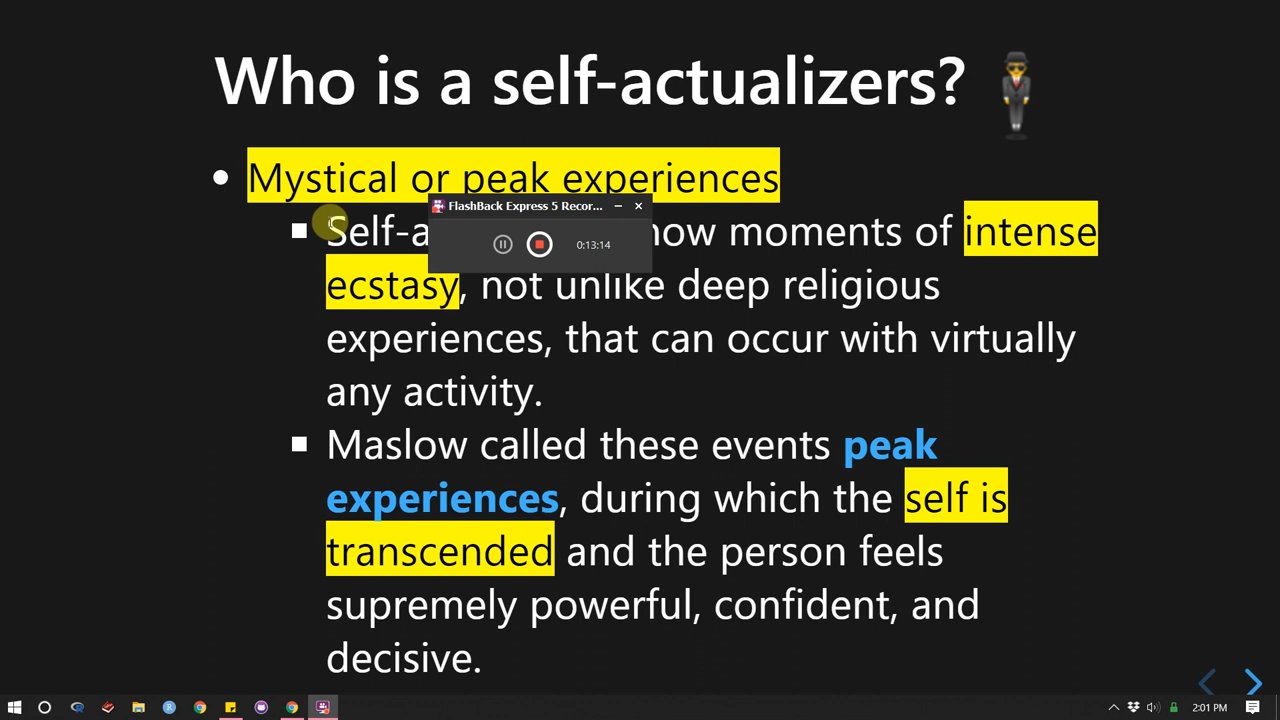 Who is a self-actualizers?
Mystical or peak experiences
FlashBack Express 5 Recor...
0:13:14
Self-a now moments of intense
ecstasy, not unlike deep religious
experiences, that can occur with virtually
any activity.
Maslow called these events peak
experiences, during which the self is
transcended and the person feels
supremely powerful, confident, and
decisive.
2:01 PM